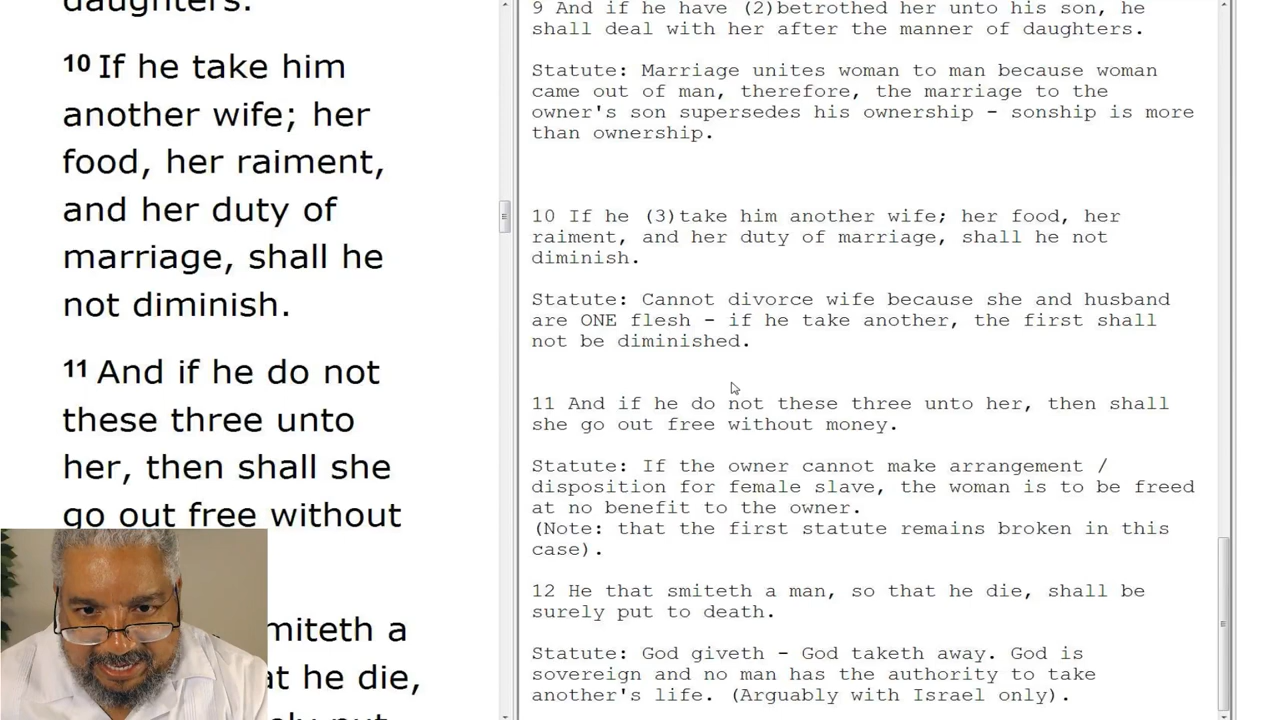 daughters.
10 If he take him
another wife; her
food, her raiment,
and her duty of
marriage, shall he
not diminish.
11 And if he do not
these three unto
her, then shall she
go out free without
miteth a
at he die,
9 And if he have (2)betrothed her unto his son, he
shall deal with her after the manner of daughters.
Statute: Marriage unites woman to man because woman
came out of man, therefore, the marriage to the
owner's son supersedes his ownership - sonship is more
than ownership.
10 If he (3)take him another wife; her food, her
raiment, and her duty of marriage, shall he not
diminish.
Statute: Cannot divorce wife because she and husband
are ONE flesh - if he take another, the first shall
not be diminished.
11 And if he do not these three unto her, then shall
she go out free without money.
Statute: If the owner cannot make arrangement /
disposition for female slave, the woman is to be freed
at no benefit to the owner.
(Note: that the first statute remains broken in this
case).
12 He that smiteth a man, so that he die, shall be
surely put to death.
Statute: God giveth - God taketh away. God is
sovereign and no man has the authority to take
another's life. (Arguably with Israel only).